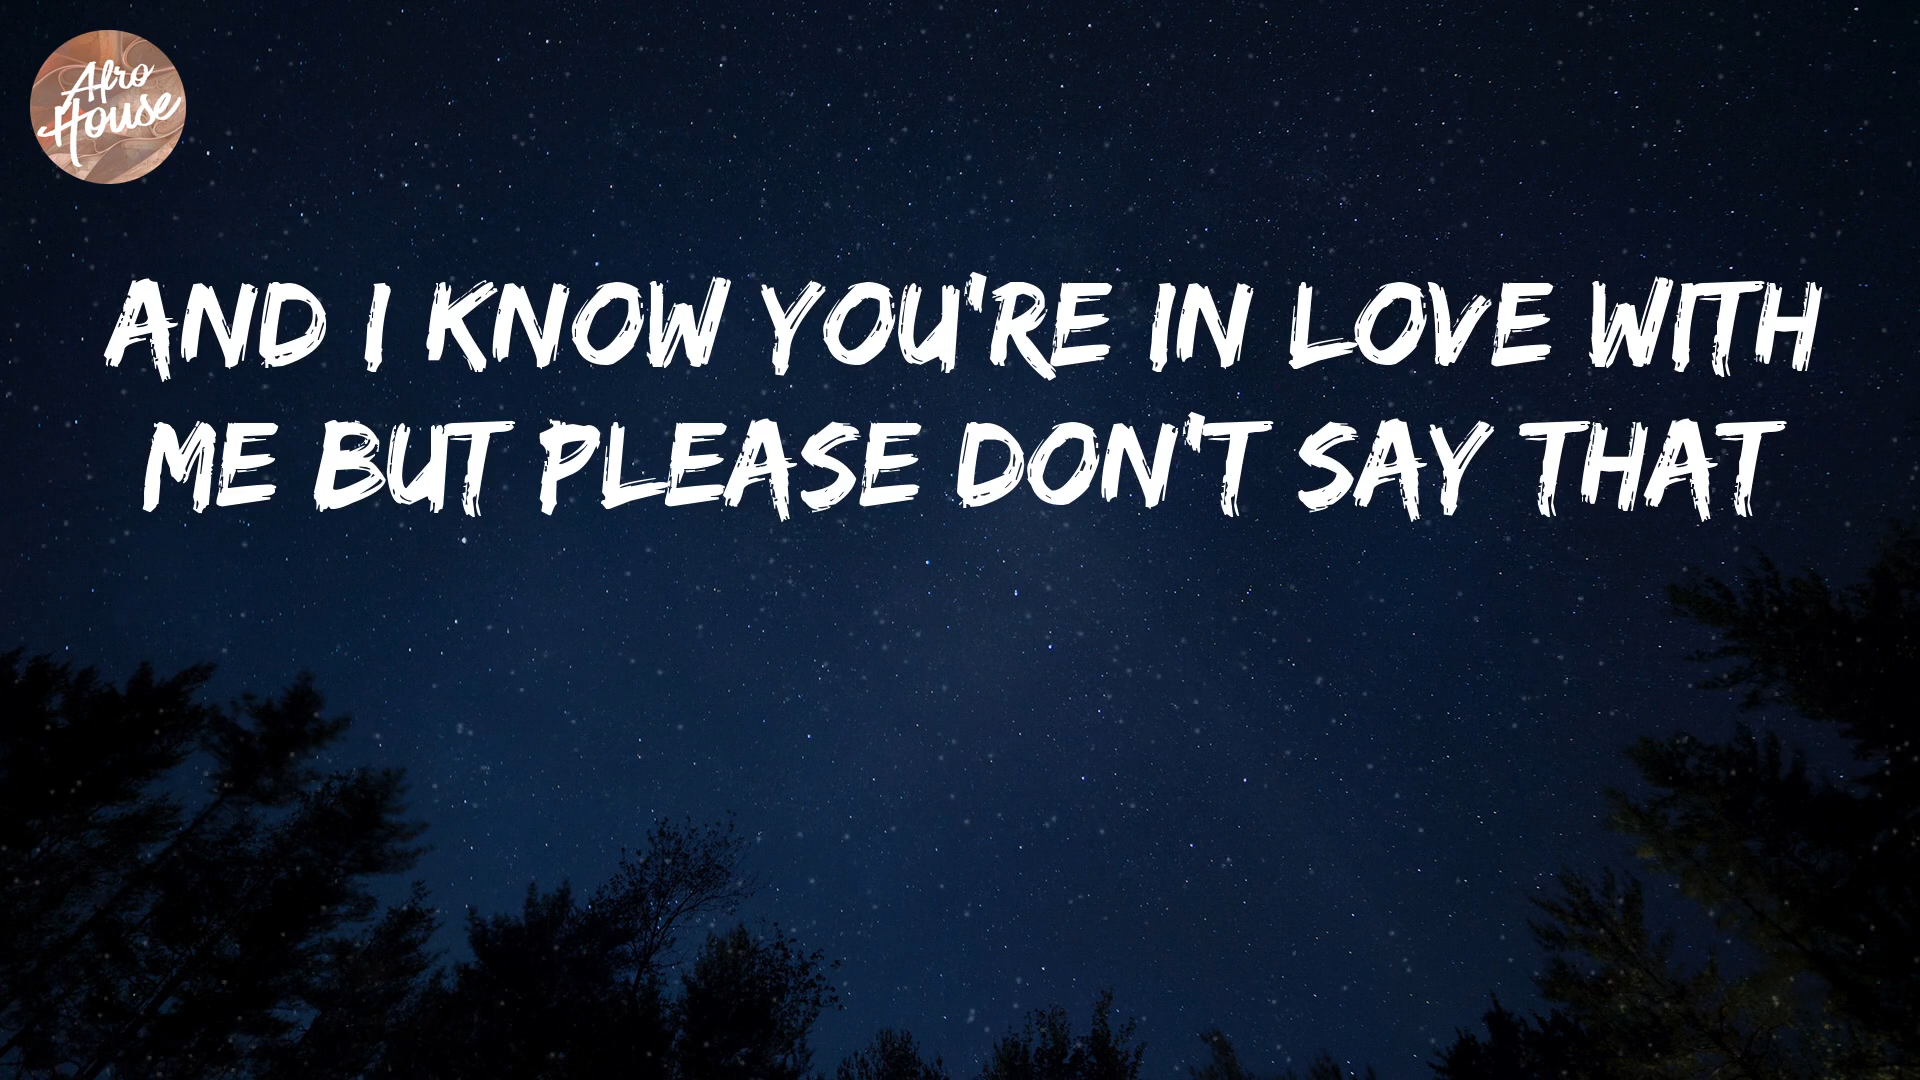 Afro
House
AND I KNOW YOU'RE IN LOVE WITH
ME BUT PLEASE DON'T SAY THAT